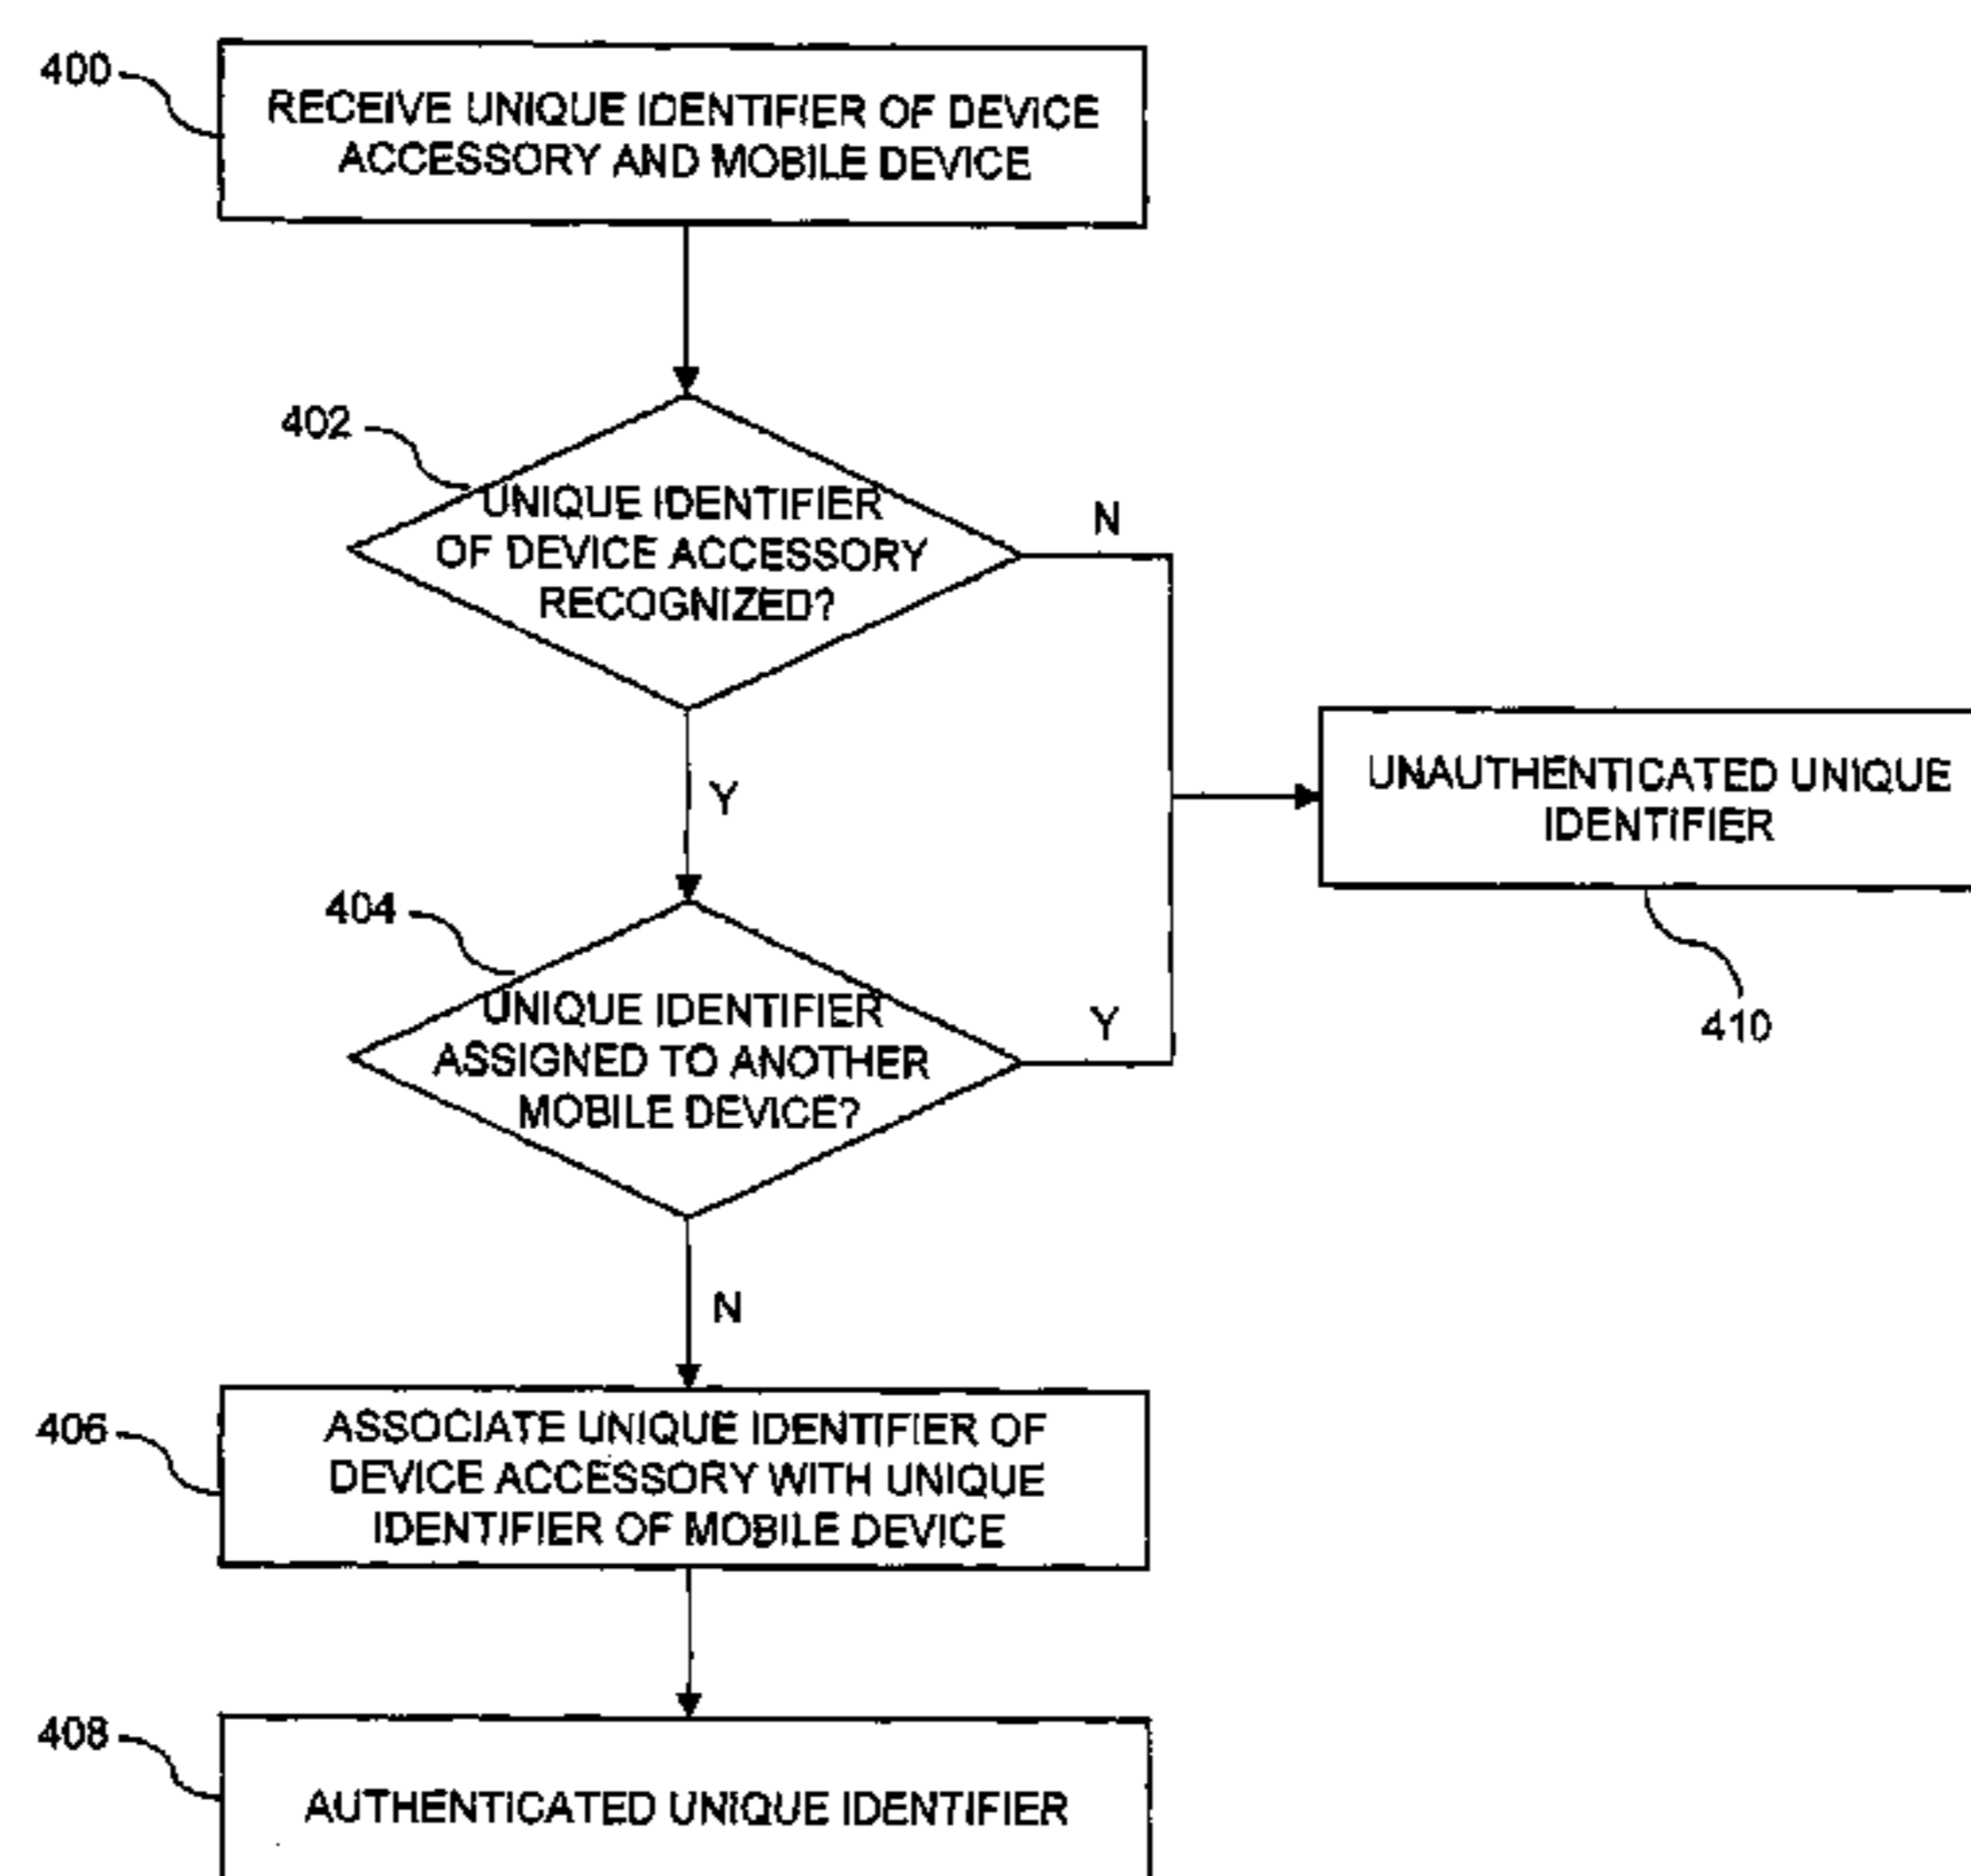 400
RECEIVE UNIQUE IDENTIFIER OF DEVICE
ACCESSORY AND MOBILE DEVICE
402
UNIQUE IDENTIFIER
OF DEVICE ACCESSORY
RECOGNIZED?
N
Y
UNAUTHENTICATED UNIQUE
IDENTIFIER
410
404
UNIQUE IDENTIFIER
ASSIGNED TO ANOTHER
MOBILE DEVICE?
Y
N
406
ASSOCIATE UNIQUE IDENTIFIER OF
DEVICE ACCESSORY WITH UNIQUE
IDENTIFIER OF MOBILE DEVICE
408
AUTHENTICATED UNIQUE IDENTIFIER